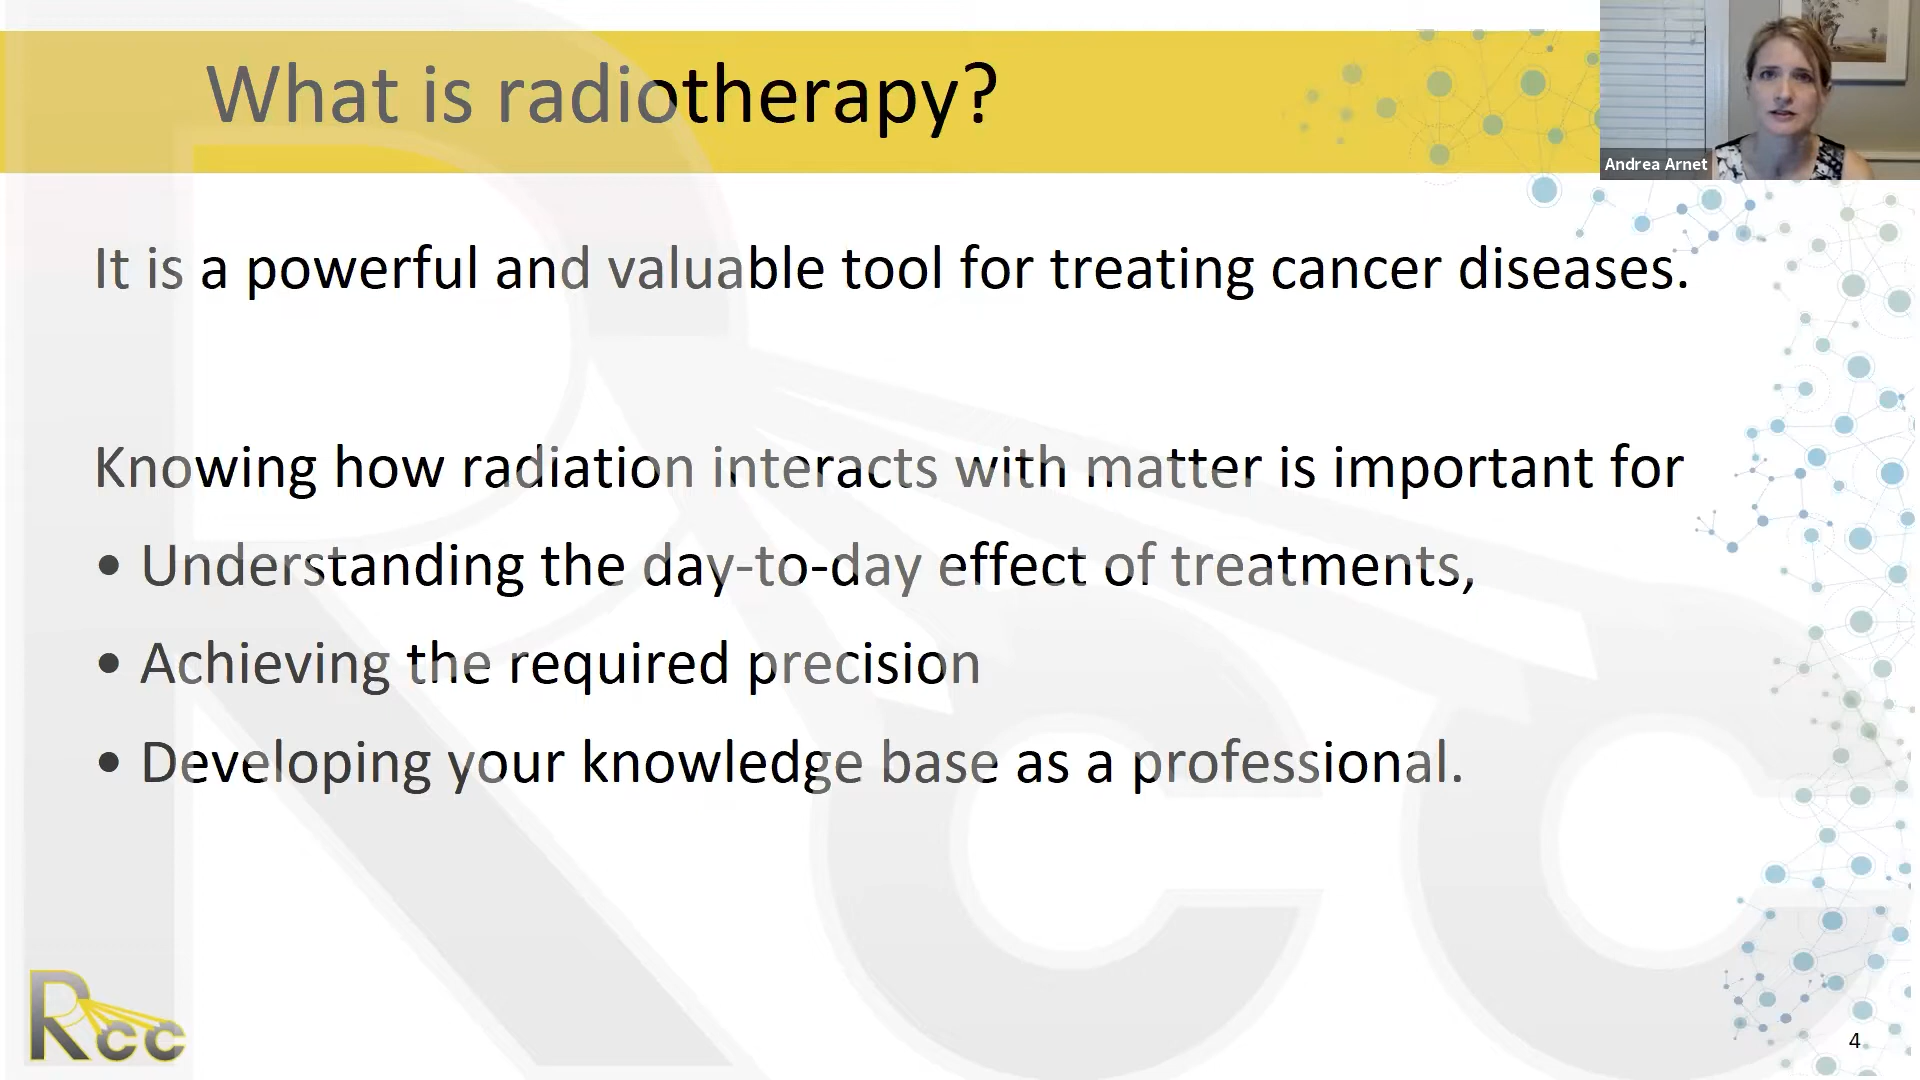 What is radiotherapy?
Andrea Arnet
It is a powerful and valuable tool for treating cancer diseases.
Knowing how radiation interacts with matter is important for
• Understanding the day-to-day effect of treatments,
• Achieving the required precision
• Developing your knowledge base as a professional.
Rcc
4